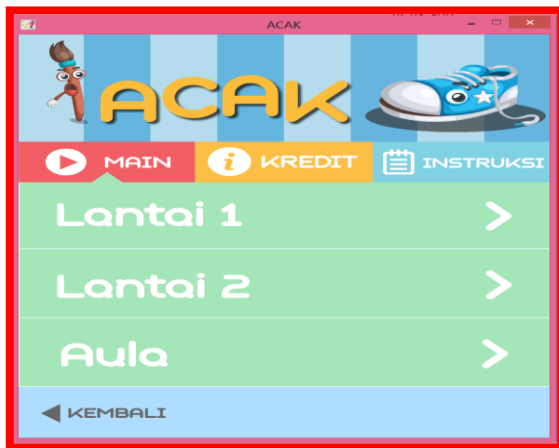 ACAK
ACAK
MAIN KREDIT INSTRUKSI
Lantai 1
Lantai 2
Aula
KEMBALI